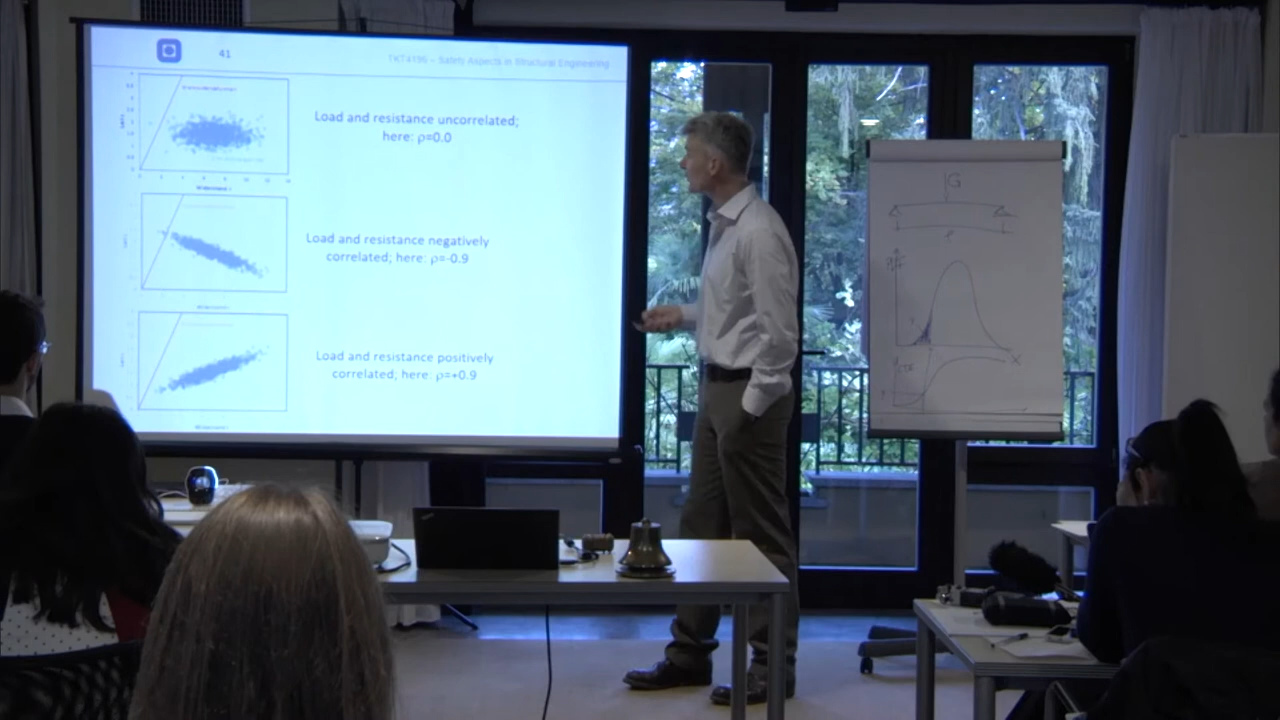 41
TKT4196 – Safety Aspects in Structural Engineering
Load and resistance uncorrelated;
here: ρ=0.0
Load and resistance negatively
correlated; here: ρ=-0.9
Load and resistance positively
correlated; here: ρ=+0.9
G
X